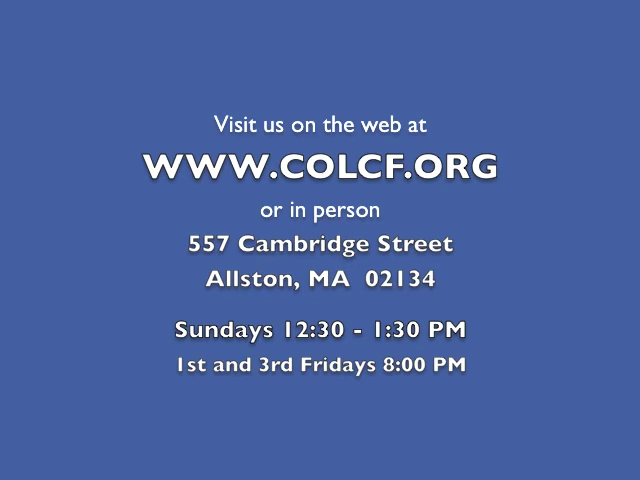 Visit us on the web at
WWW.COLCF.ORG
or in person
557 Cambridge Street
Allston, MA  02134
Sundays 12:30 - 1:30 PM
1st and 3rd Fridays 8:00 PM